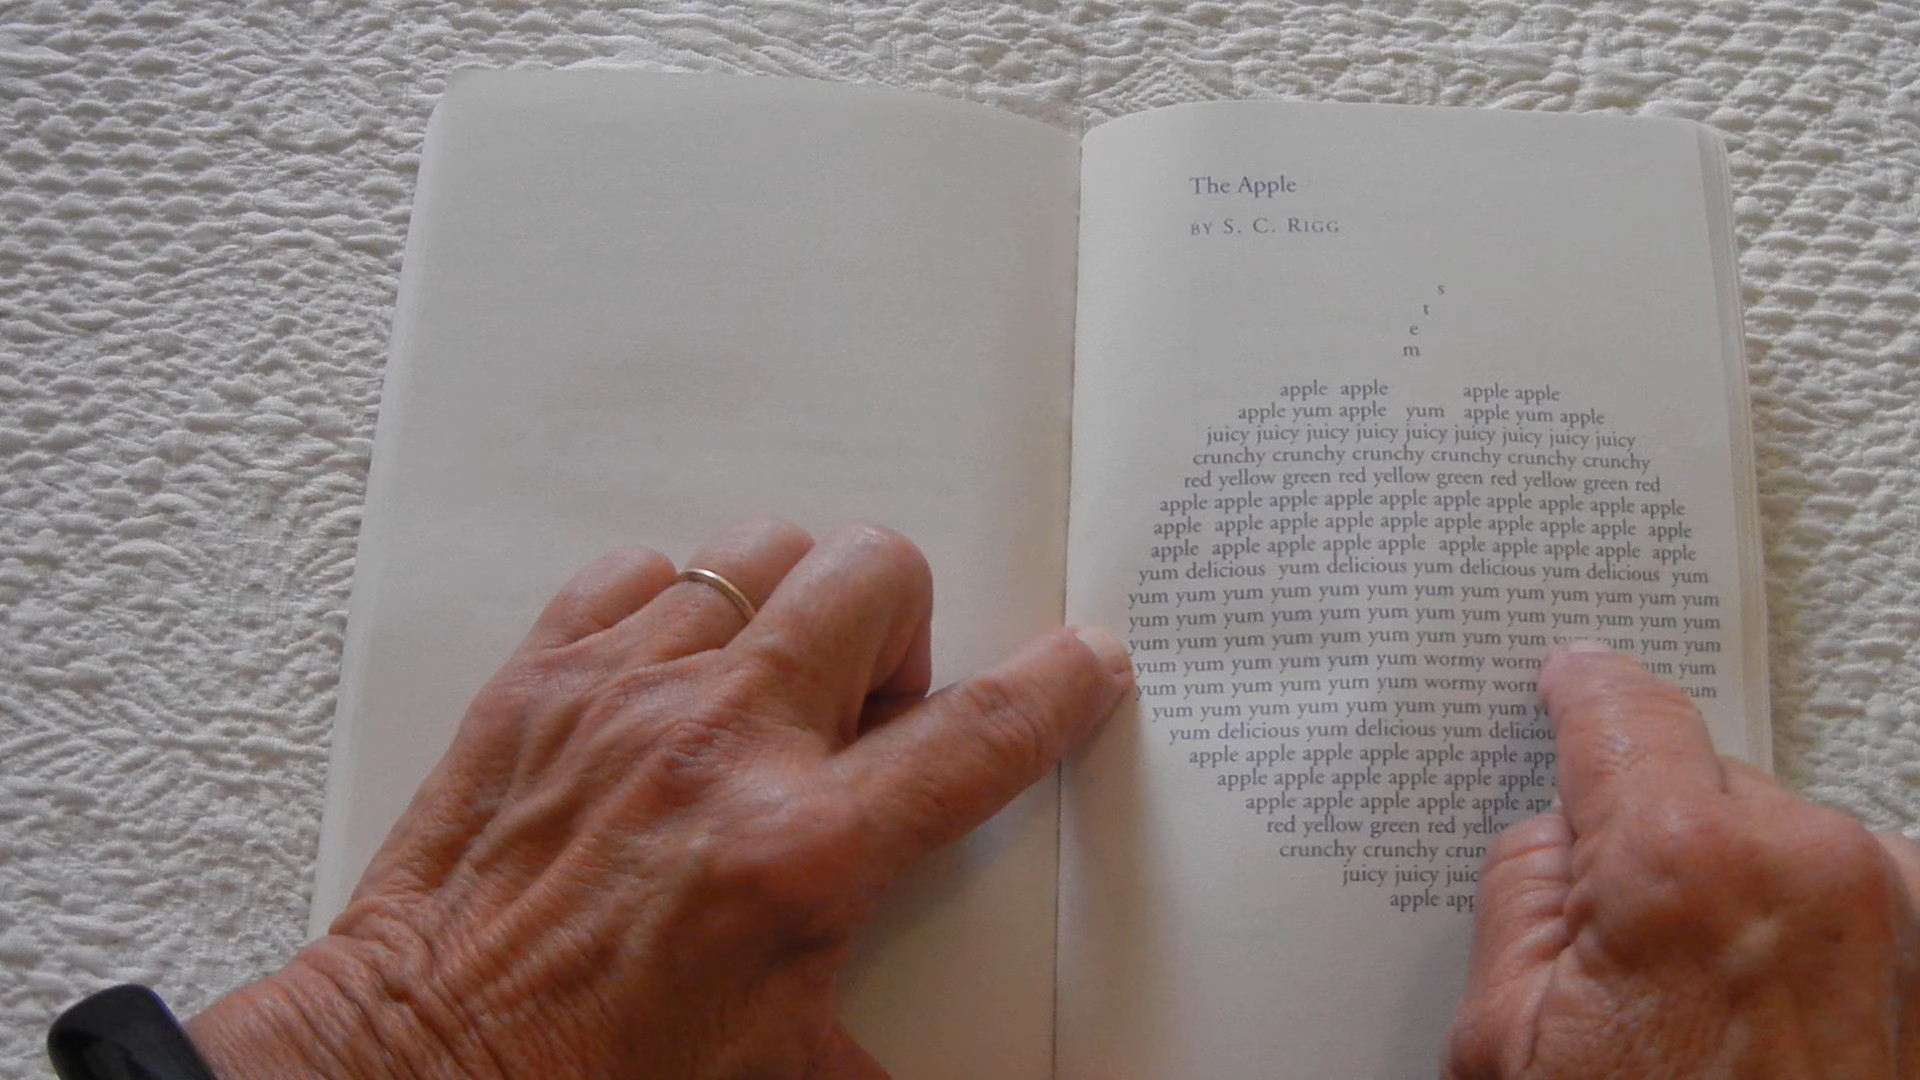 The Apple
BY S. C. RIGG
s
t
e
m
apple apple apple apple
apple yum apple yum apple yum apple
juicy juicy juicy juicy juicy juicy juicy juicy juicy
crunchy crunchy crunchy crunchy crunchy crunchy
red yellow green red yellow green red yellow green red
apple apple apple apple apple apple apple apple apple apple
apple apple apple apple apple apple apple apple apple apple
apple apple apple apple apple apple apple apple apple apple
yum delicious yum delicious yum delicious yum delicious yum
yum yum yum yum yum yum yum yum yum yum yum yum yum
yum yum yum yum yum yum yum yum yum yum yum yum yum
yum yum yum yum yum yum yum yum yum yum yum
yum yum yum yum yum yum wormy yum
yum yum yum yum yum yum wormy yum
yum yum yum yum yum yum yum yum
yum delicious yum delicious yum
apple apple apple apple apple apple
apple apple apple apple apple apple
apple apple apple apple apple
red yellow green red
crunchy crunchy
juicy juicy
apple